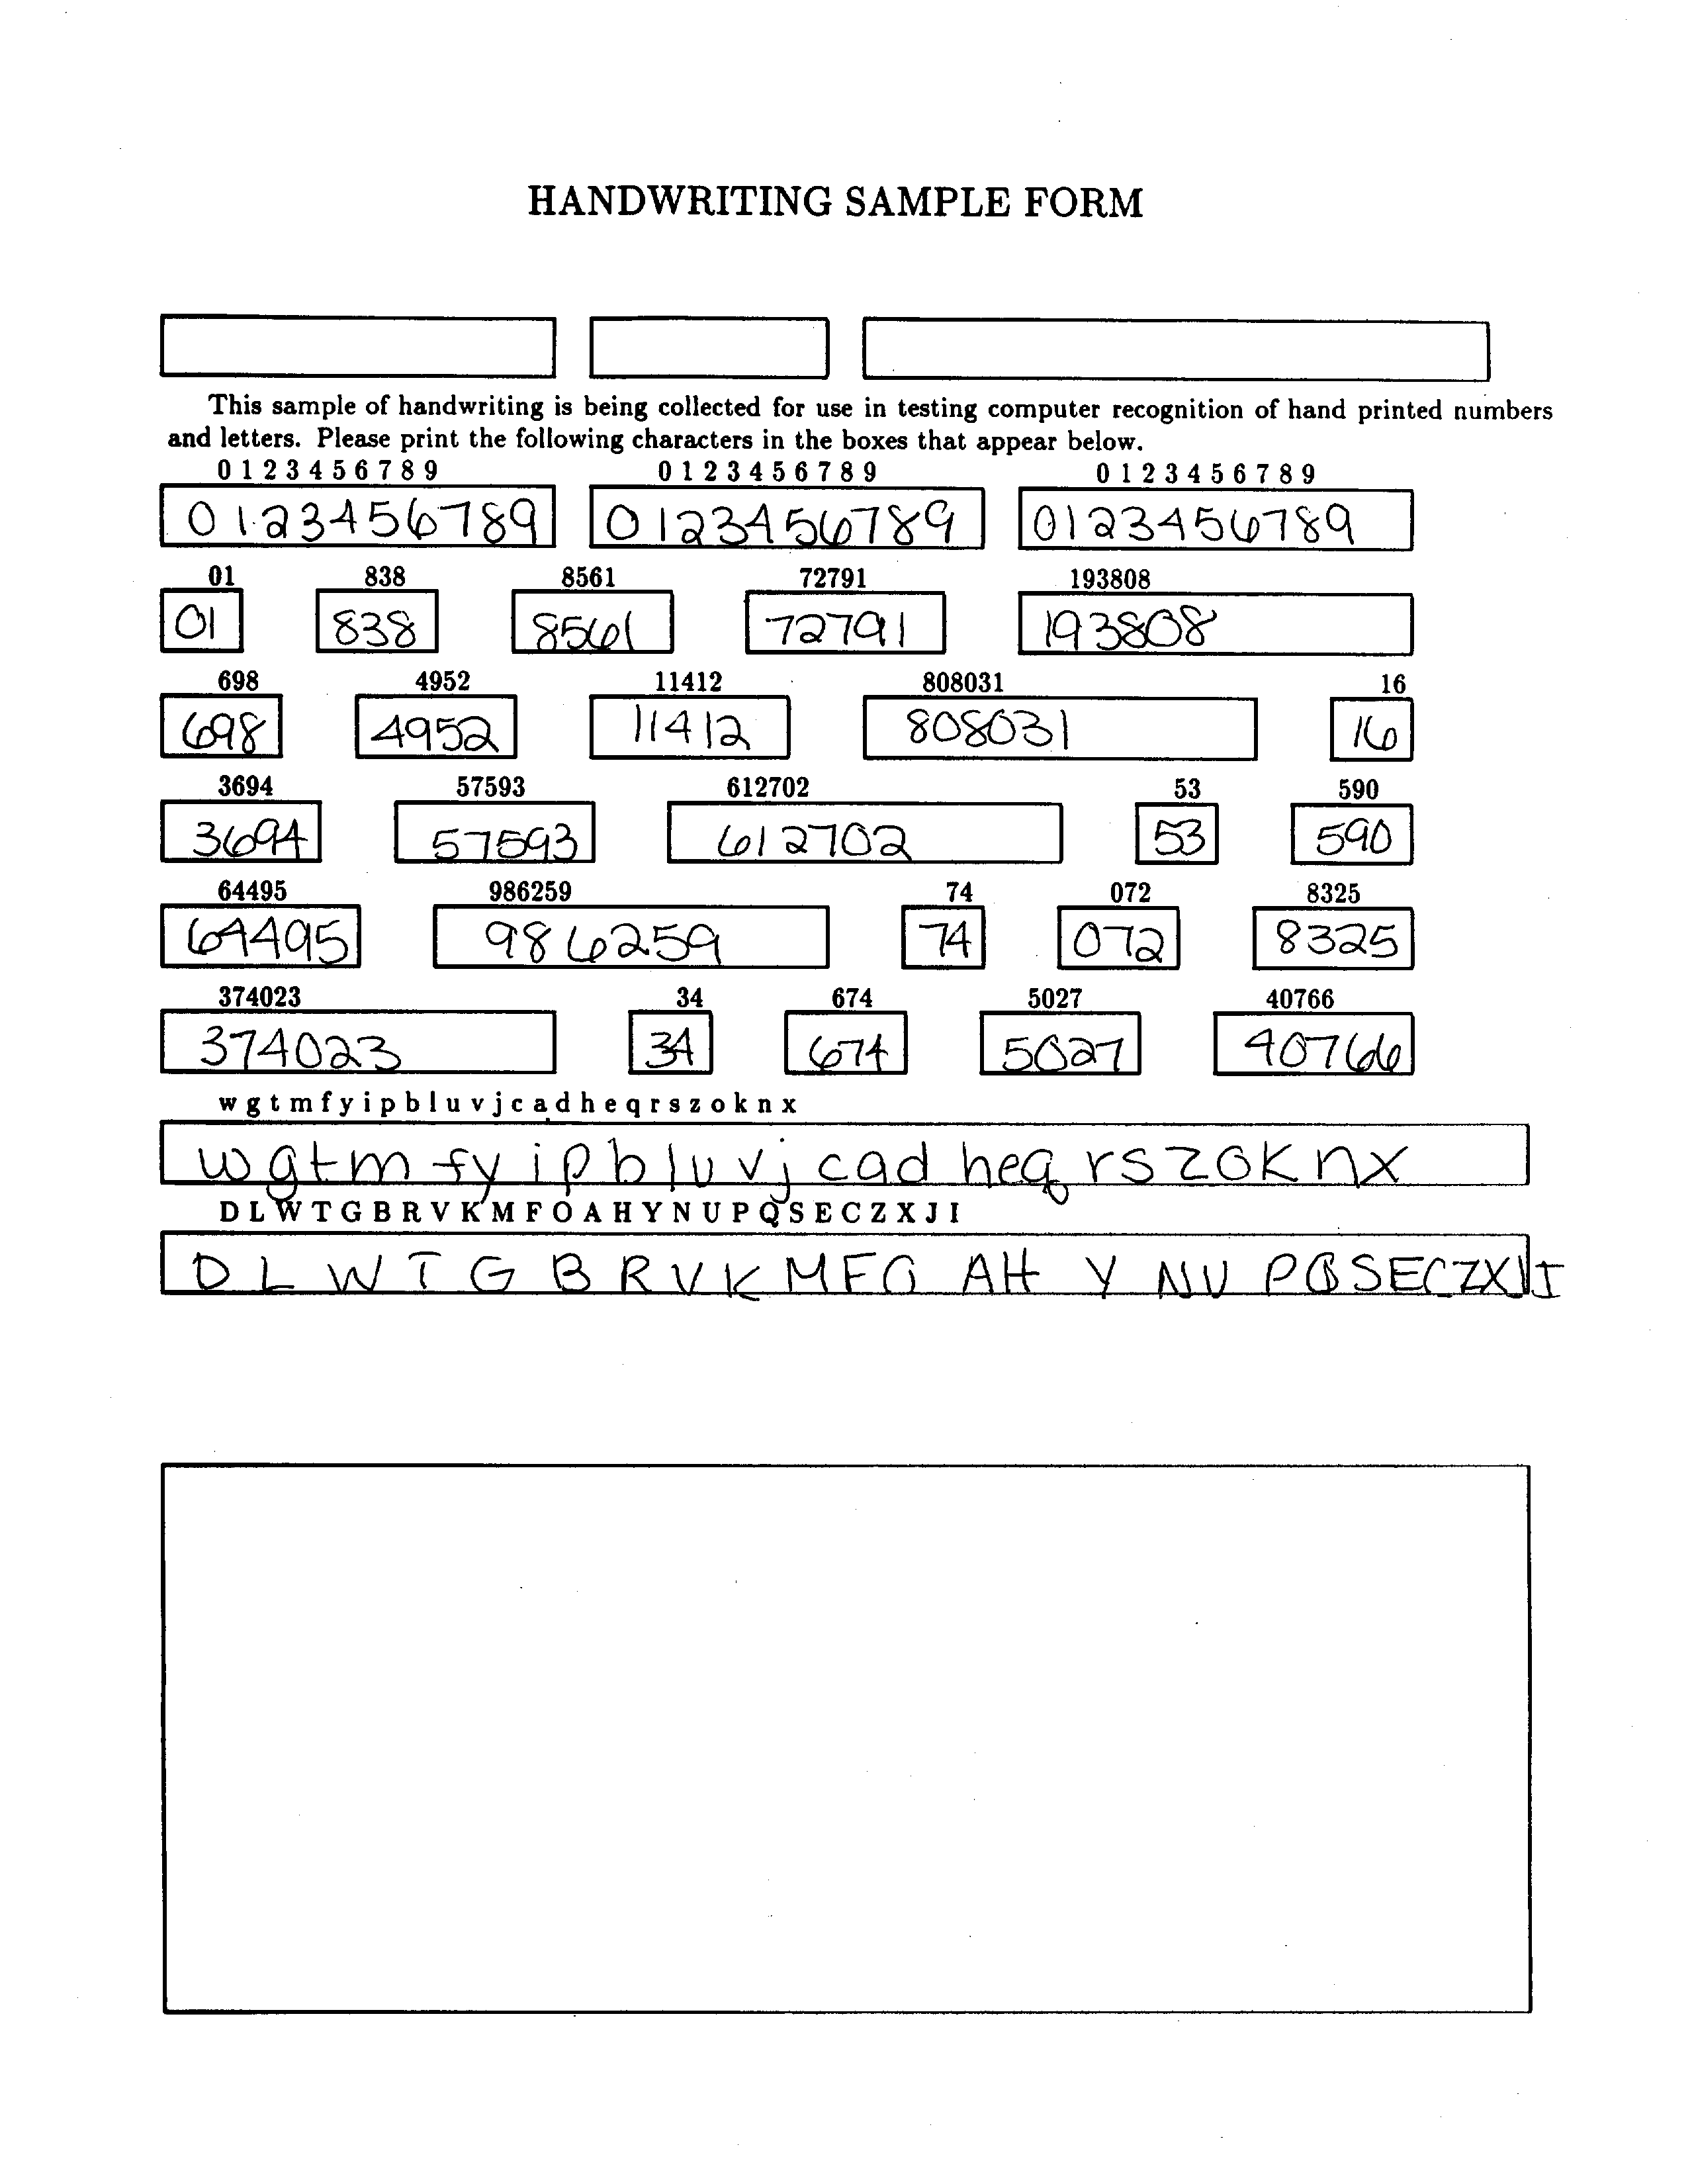 HANDWRITING SAMPLE FORM
This sample of handwriting is being collected for use in testing computer recognition of hand printed numbers
and letters. Please print the following characters in the boxes that appear below.
0 1 2 3 4 5 6 7 8 9 0 1 2 3 4 5 6 7 8 9 0 1 2 3 4 5 6 7 8 9
0123456789 0123456789 0123456789
01 838 8561 72791 193808
01 838 8561 72791 193808
698 4952 11412 808031 16
698 4952 11412 808031 16
3694 57593 612702 53 590
3694 57593 612702 53 590
64495 986259 74 072 8325
64495 986259 74 072 8325
374023 34 674 5027 40766
374023 34 674 5027 40766
w g t m f y i p b l u v j c a d h e q r s z o k n x
w g t m f y i p b l u v j c a d h e q r s z o k n x
D L W T G B R V K M F O A H Y N U P Q S E C Z X J I
D L W T G B R V K M F O A H Y N U P Q S E C Z X J I